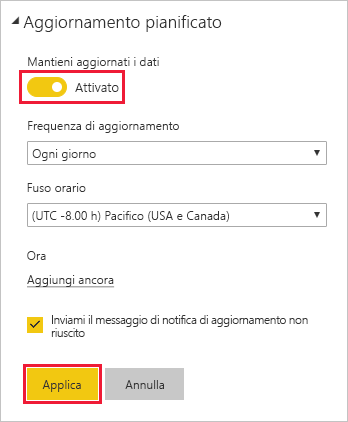 Aggiornamento pianificato
Mantieni aggiornati i dati
Attivato
Frequenza di aggiornamento
Ogni giorno
Fuso orario
(UTC -8.00 h) Pacifico (USA e Canada)
Ora
Aggiungi ancora
Inviami il messaggio di notifica di aggiornamento non
riuscito
Applica
Annulla